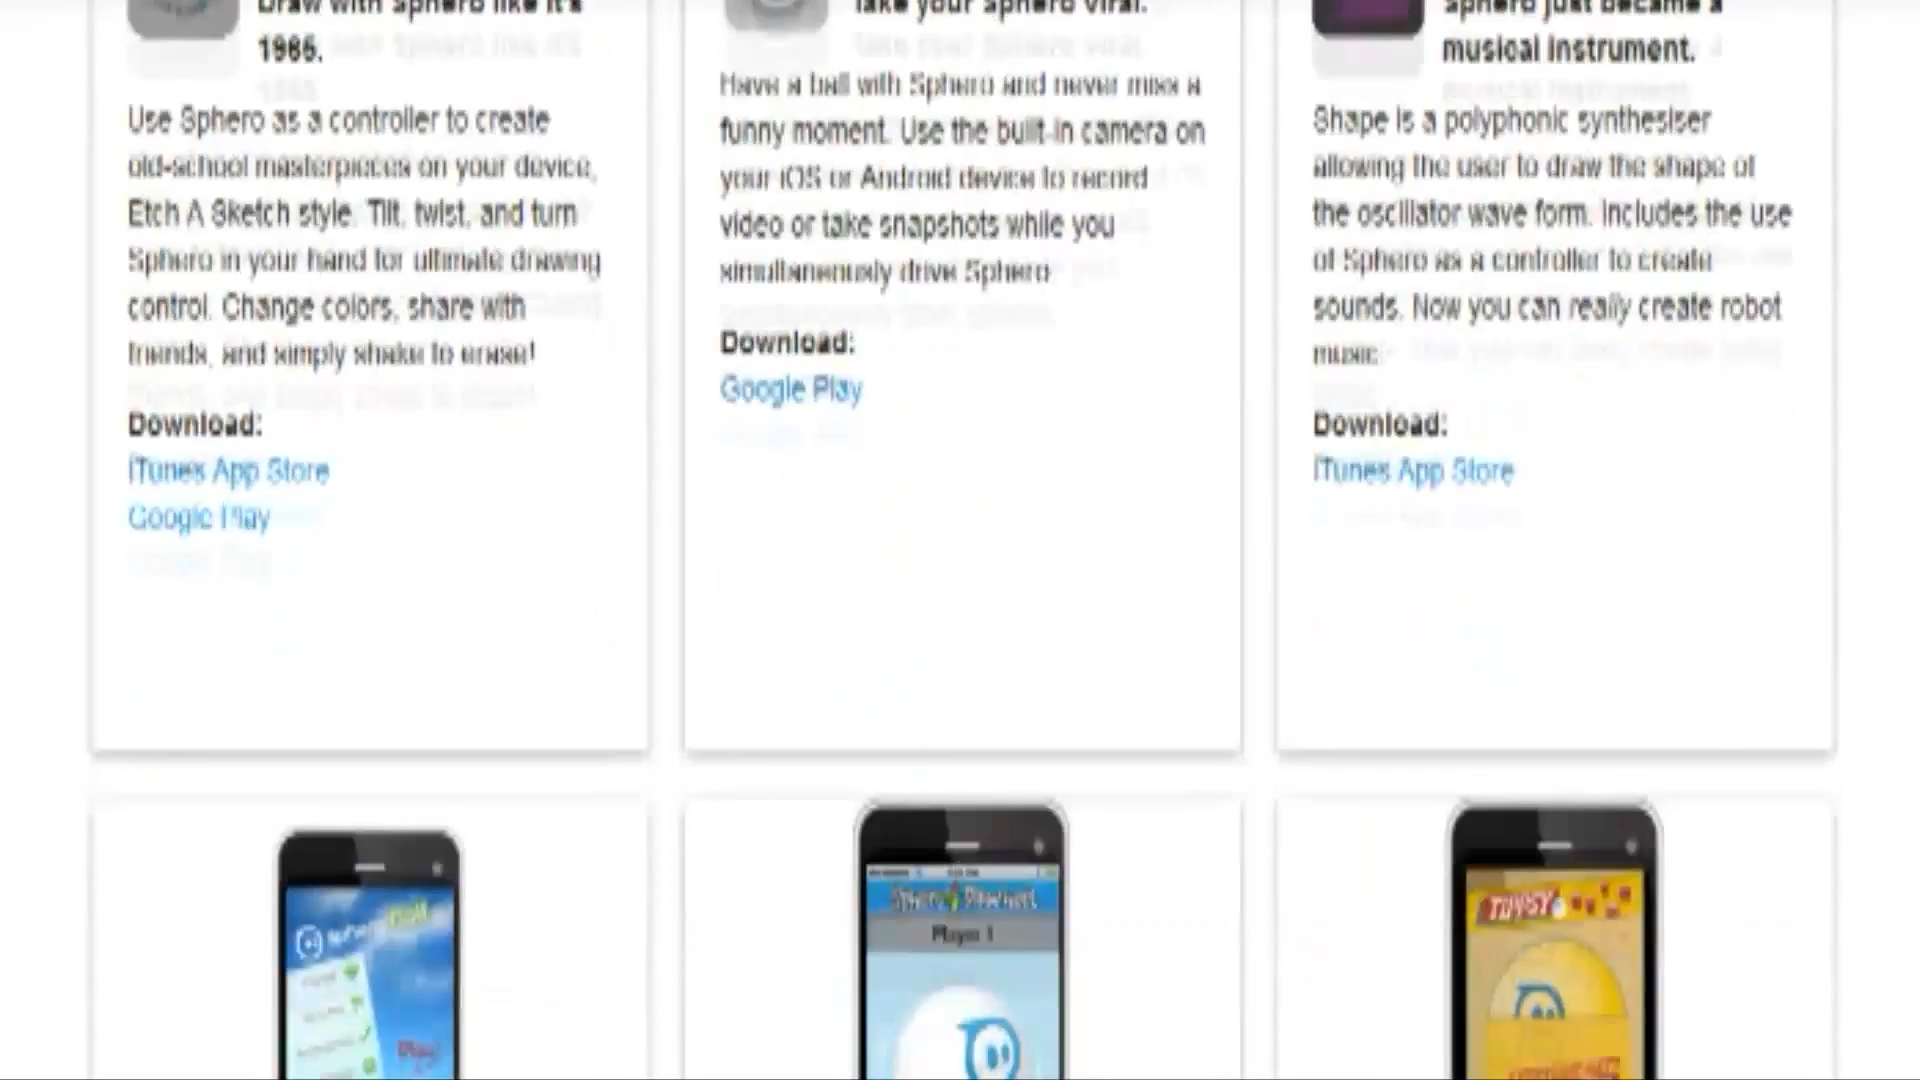 Draw with Sphero like it's
1985.
Use Sphero as a controller to create
old-school masterpieces on your device,
Etch A Sketch style. Tilt, twist, and turn
Sphero in your hand for ultimate drawing
control. Change colors, share with
friends, and simply shake to erase!
Download:
iTunes App Store
Google Play
Take your Sphero viral.
Have a ball with Sphero and never miss a
funny moment. Use the built-in camera on
your iOS or Android device to record
video or take snapshots while you
simultaneously drive Sphero
Download:
Google Play
Sphero just became a
musical instrument.
Shape is a polyphonic synthesiser
allowing the user to draw the shape of
the oscillator wave form. Includes the use
of Sphero as a controller to create
sounds. Now you can really create robot
music
Download:
iTunes App Store
Sphero
Player 1